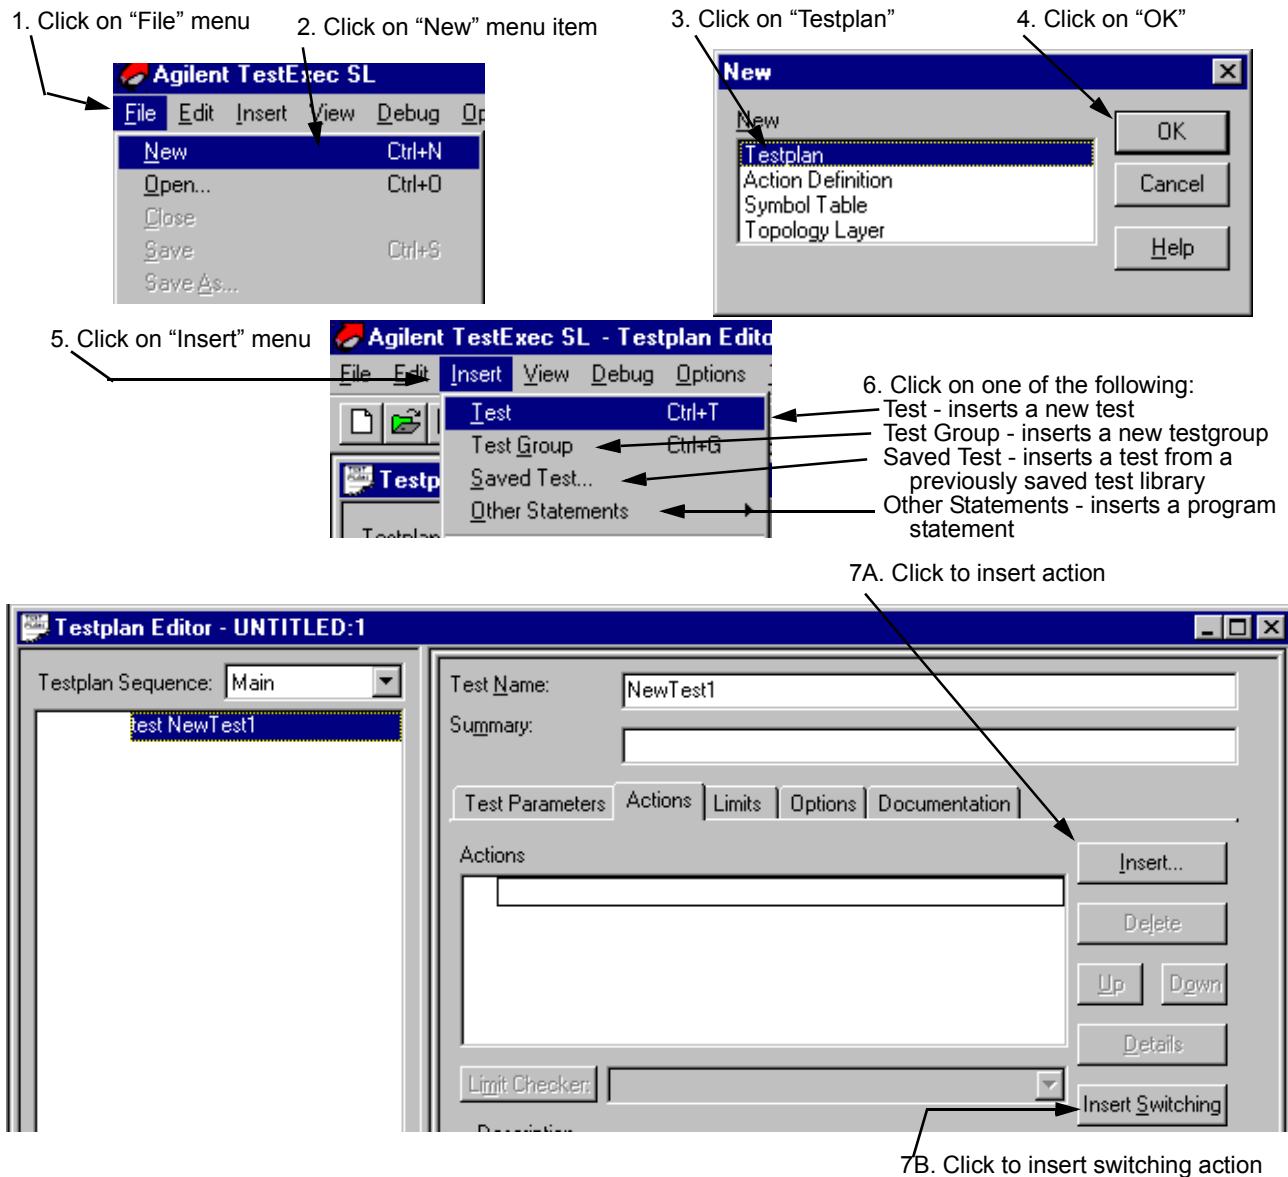 1. Click on “File” menu
2. Click on “New” menu item
3. Click on “Testplan”
4. Click on “OK”
Agilent TestExec SL
File Edit Insert View Debug Op
New Ctrl+N
Open... Ctrl+O
Close
Save Ctrl+S
Save As...
New
New
Testplan
Action Definition
Symbol Table
Topology Layer
OK
Cancel
Help
5. Click on “Insert” menu
Agilent TestExec SL - Testplan Edito
File Edit Insert View Debug Options
Test Ctrl+T
Test Group Ctrl+G
Saved Test...
Other Statements
Testp
Testplan
6. Click on one of the following:
Test - inserts a new test
Test Group - inserts a new testgroup
Saved Test - inserts a test from a
previously saved test library
Other Statements - inserts a program
statement
7A. Click to insert action
Testplan Editor - UNTITLED:1
Testplan Sequence: Main
test NewTest1
Test Name: NewTest1
Summary:
Test Parameters Actions Limits Options Documentation
Actions
Insert...
Delete
Up Down
Details
Limit Checker:
Insert Switching
Description
7B. Click to insert switching action